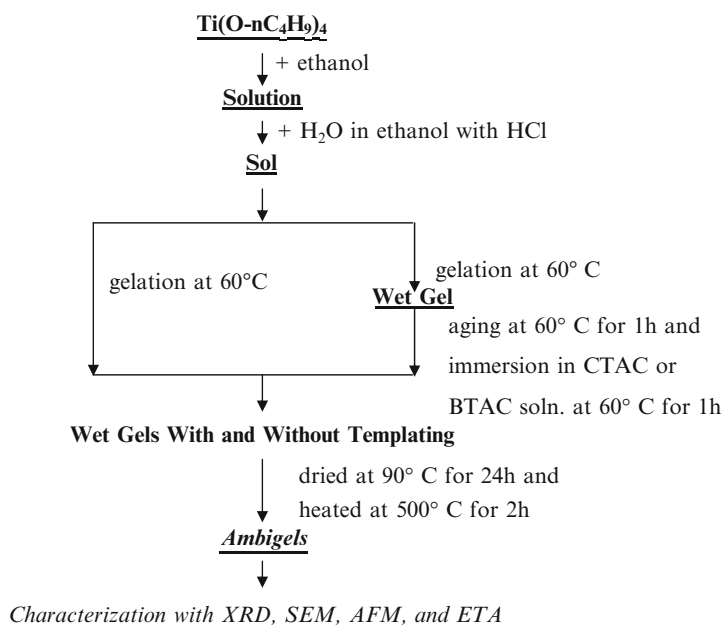 Ti(O-nC₄H₉)₄
+ ethanol
Solution
+ H₂O in ethanol with HCl
Sol
gelation at 60°C
gelation at 60° C
Wet Gel
aging at 60° C for 1h and
immersion in CTAC or
BTAC soln. at 60° C for 1h
Wet Gels With and Without Templating
dried at 90° C for 24h and
heated at 500° C for 2h
Ambigels
Characterization with XRD, SEM, AFM, and ETA